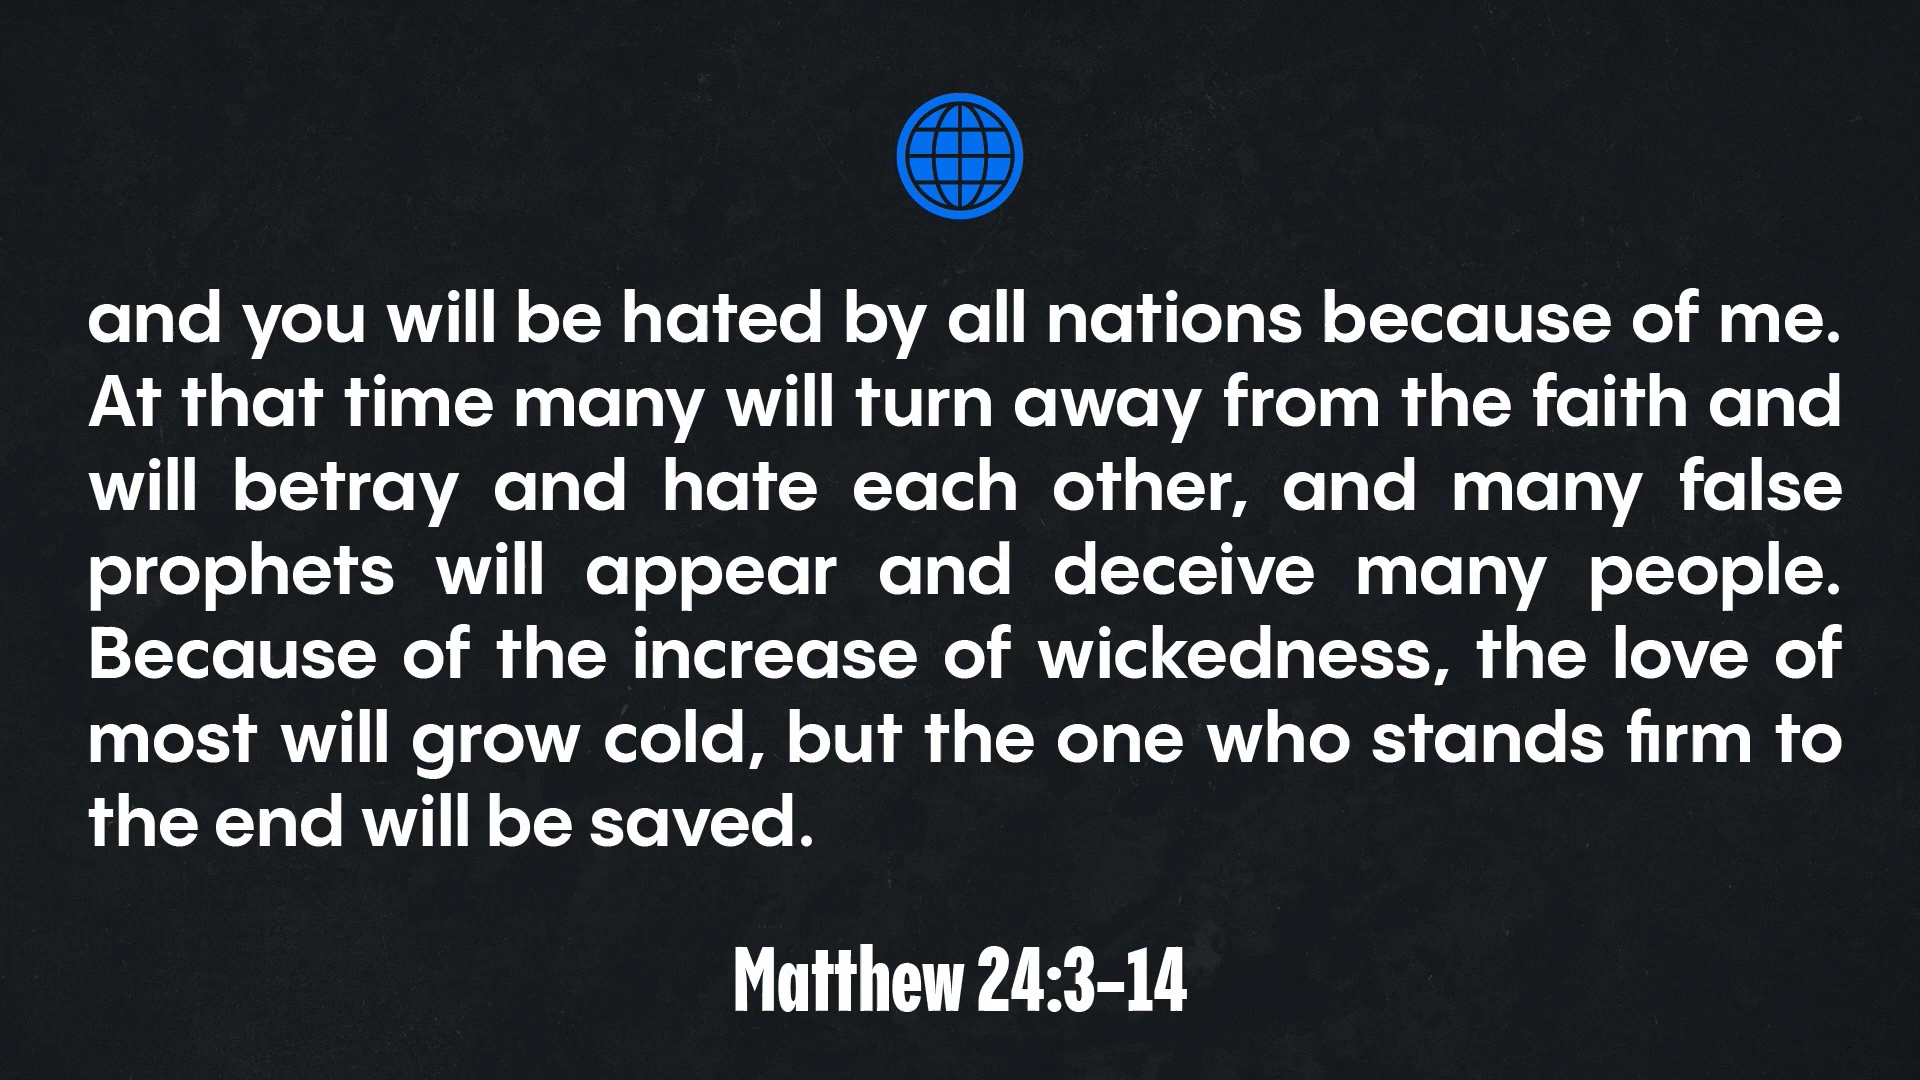 and you will be hated by all nations because of me.
At that time many will turn away from the faith and
will betray and hate each other, and many false
prophets will appear and deceive many people.
Because of the increase of wickedness, the love of
most will grow cold, but the one who stands firm to
the end will be saved.
Matthew 24:3–14